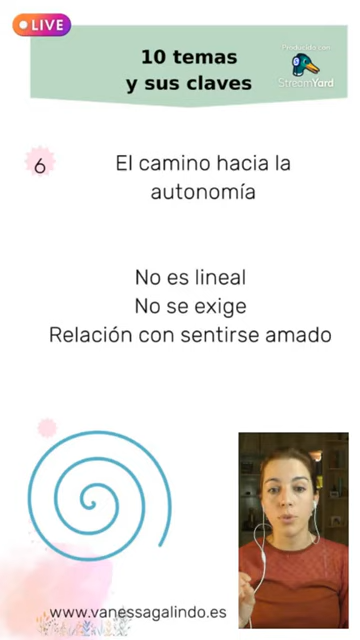 LIVE
10 temas
y sus claves
Producido con
StreamYard
6
El camino hacia la
autonomía
No es lineal
No se exige
Relación con sentirse amado
www.vanessagalindo.es